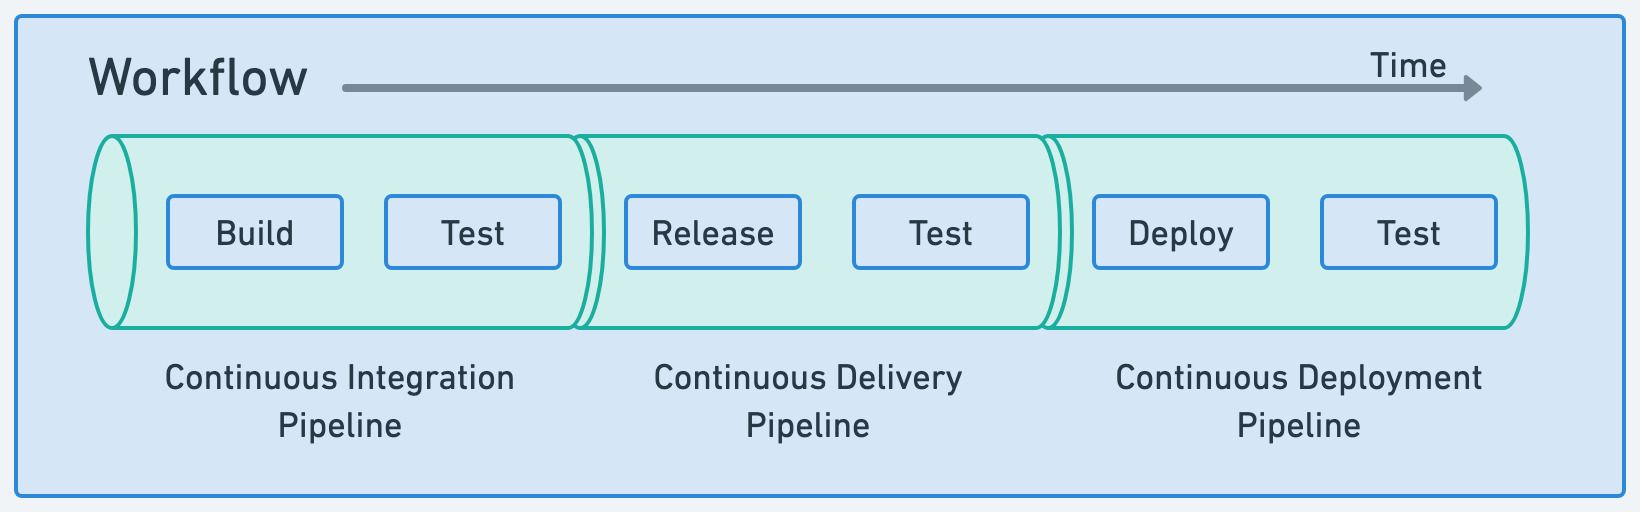 Workflow
Time
Build
Test
Release
Test
Deploy
Test
Continuous Integration
Pipeline
Continuous Delivery
Pipeline
Continuous Deployment
Pipeline